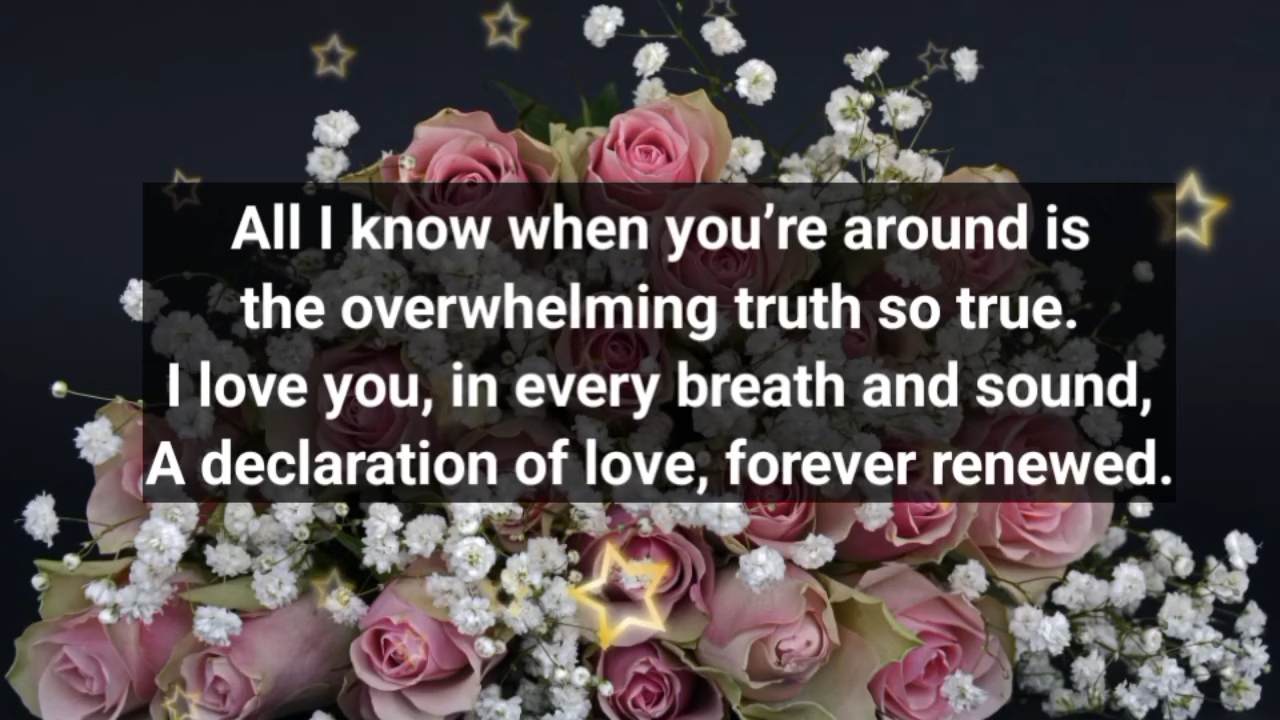 All I know when you’re around is
the overwhelming truth so true.
I love you, in every breath and sound,
A declaration of love, forever renewed.